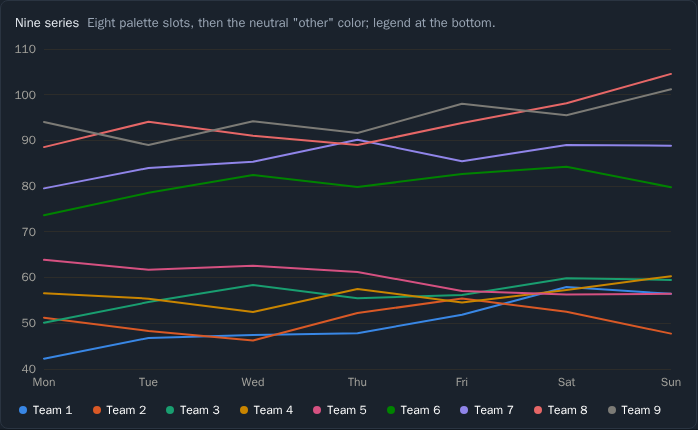 Nine series Eight palette slots, then the neutral "other" color; legend at the bottom.
110
100
90
80
70
60
50
40
Mon Tue Wed Thu Fri Sat Sun
Team 1 Team 2 Team 3 Team 4 Team 5 Team 6 Team 7 Team 8 Team 9